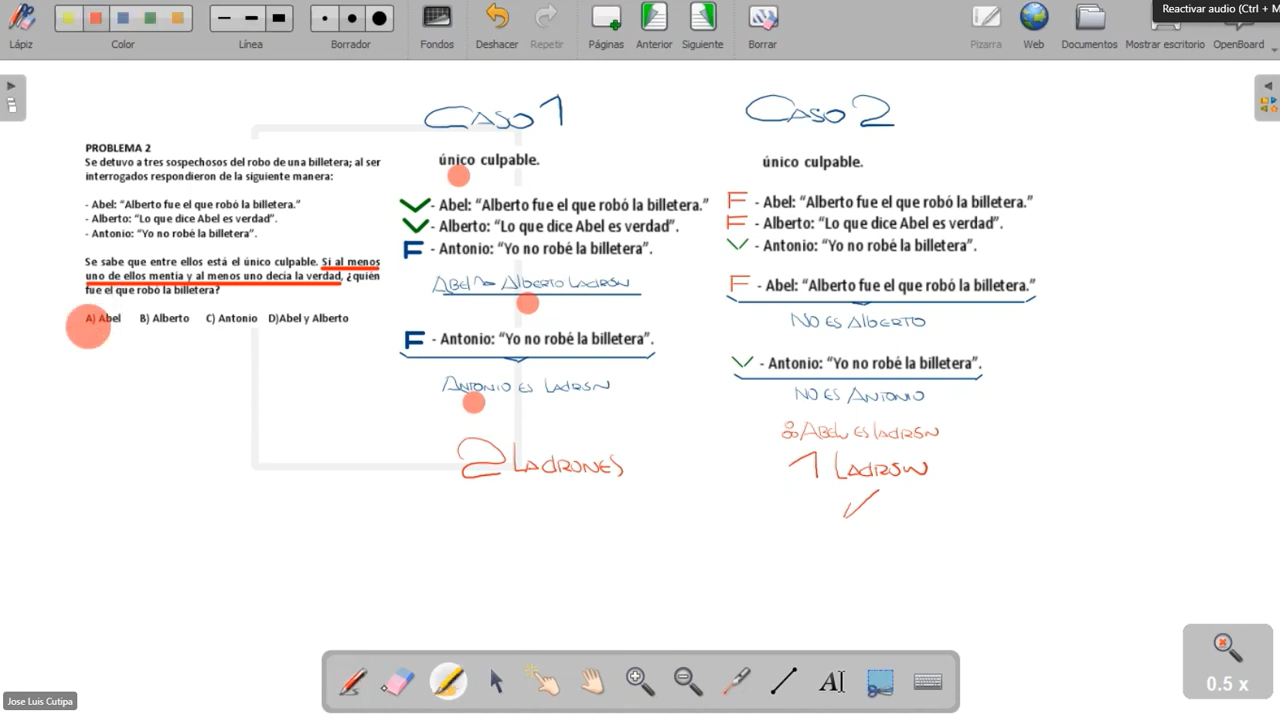 Reactivar audio (Ctrl + M
Lápiz
Color
Línea
Borrador
Fondos
Deshacer
Repetir
Páginas
Anterior
Siguiente
Borrar
Pizarra
Web
Documentos
Mostrar escritorio
OpenBoard
PROBLEMA 2
Se detuvo a tres sospechosos del robo de una billetera; al ser
interrogados respondieron de la siguiente manera:
- Abel: “Alberto fue el que robó la billetera.”
- Alberto: “Lo que dice Abel es verdad”.
- Antonio: “Yo no robé la billetera”.
Se sabe que entre ellos está el único culpable. Si al menos
uno de ellos mentía y al menos uno decía la verdad, ¿quién
fue el que robó la billetera?
A) Abel B) Alberto C) Antonio D)Abel y Alberto
CASO 1
único culpable.
V - Abel: “Alberto fue el que robó la billetera.”
V - Alberto: “Lo que dice Abel es verdad”.
F - Antonio: “Yo no robé la billetera”.
ABEL ALBERTO LADRÓN
F - Antonio: “Yo no robé la billetera”.
ANTONIO ES LADRÓN
2 LADRONES
CASO 2
único culpable.
F - Abel: “Alberto fue el que robó la billetera.”
F - Alberto: “Lo que dice Abel es verdad”.
V - Antonio: “Yo no robé la billetera”.
F - Abel: “Alberto fue el que robó la billetera.”
NO ES ALBERTO
V - Antonio: “Yo no robé la billetera”.
NO ES ANTONIO
ABEL ES LADRÓN
1 LADRÓN
0.5 x
Jose Luis Cutipa